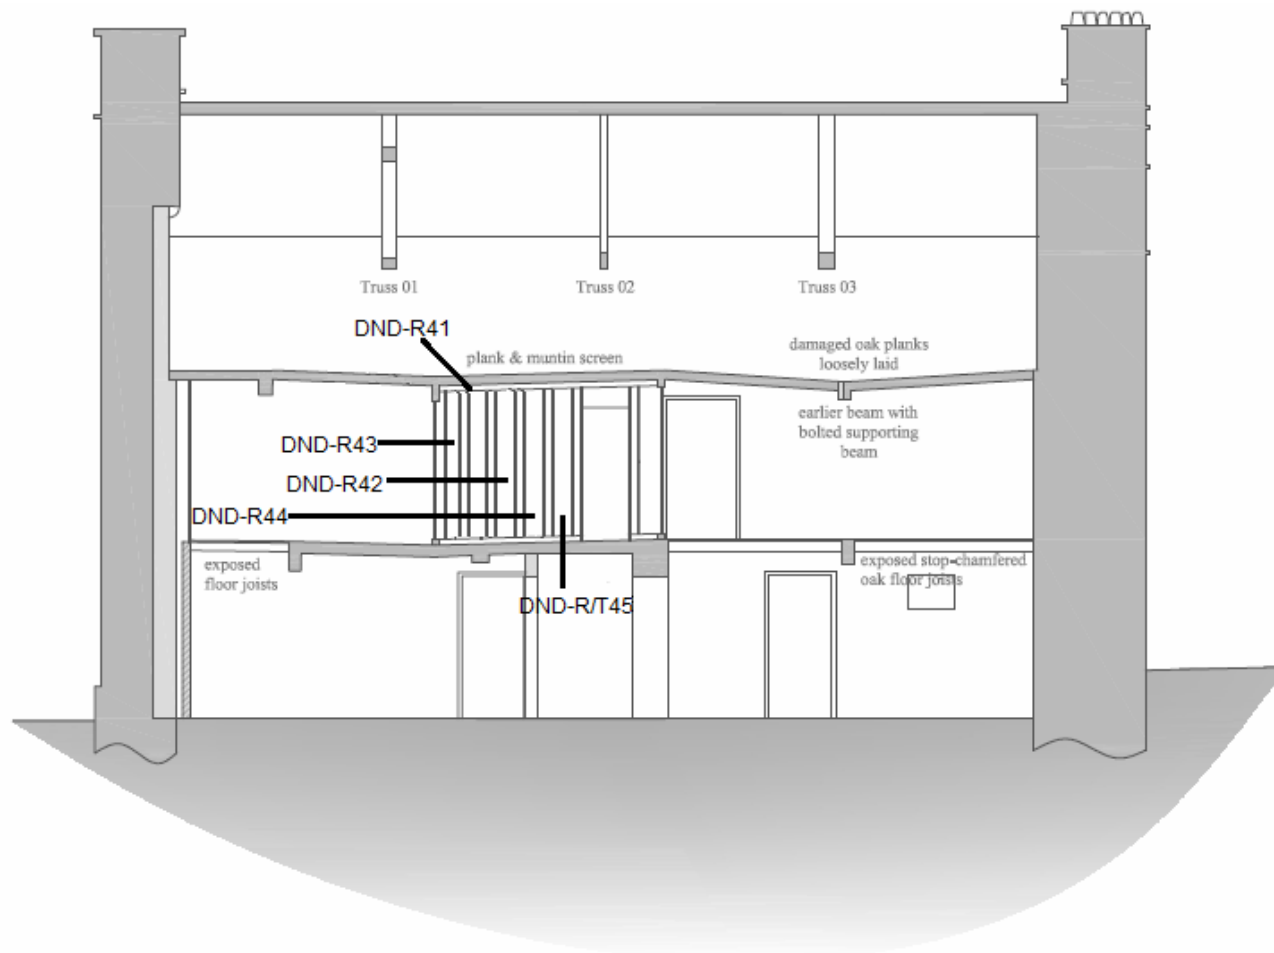 Truss 01
Truss 02
Truss 03
DND-R41
plank & muntin screen
damaged oak planks
loosely laid
earlier beam with
bolted supporting
beam
DND-R43
DND-R42
DND-R44
exposed
floor joists
exposed stop-chamfered
oak floor joists
DND-R/T45